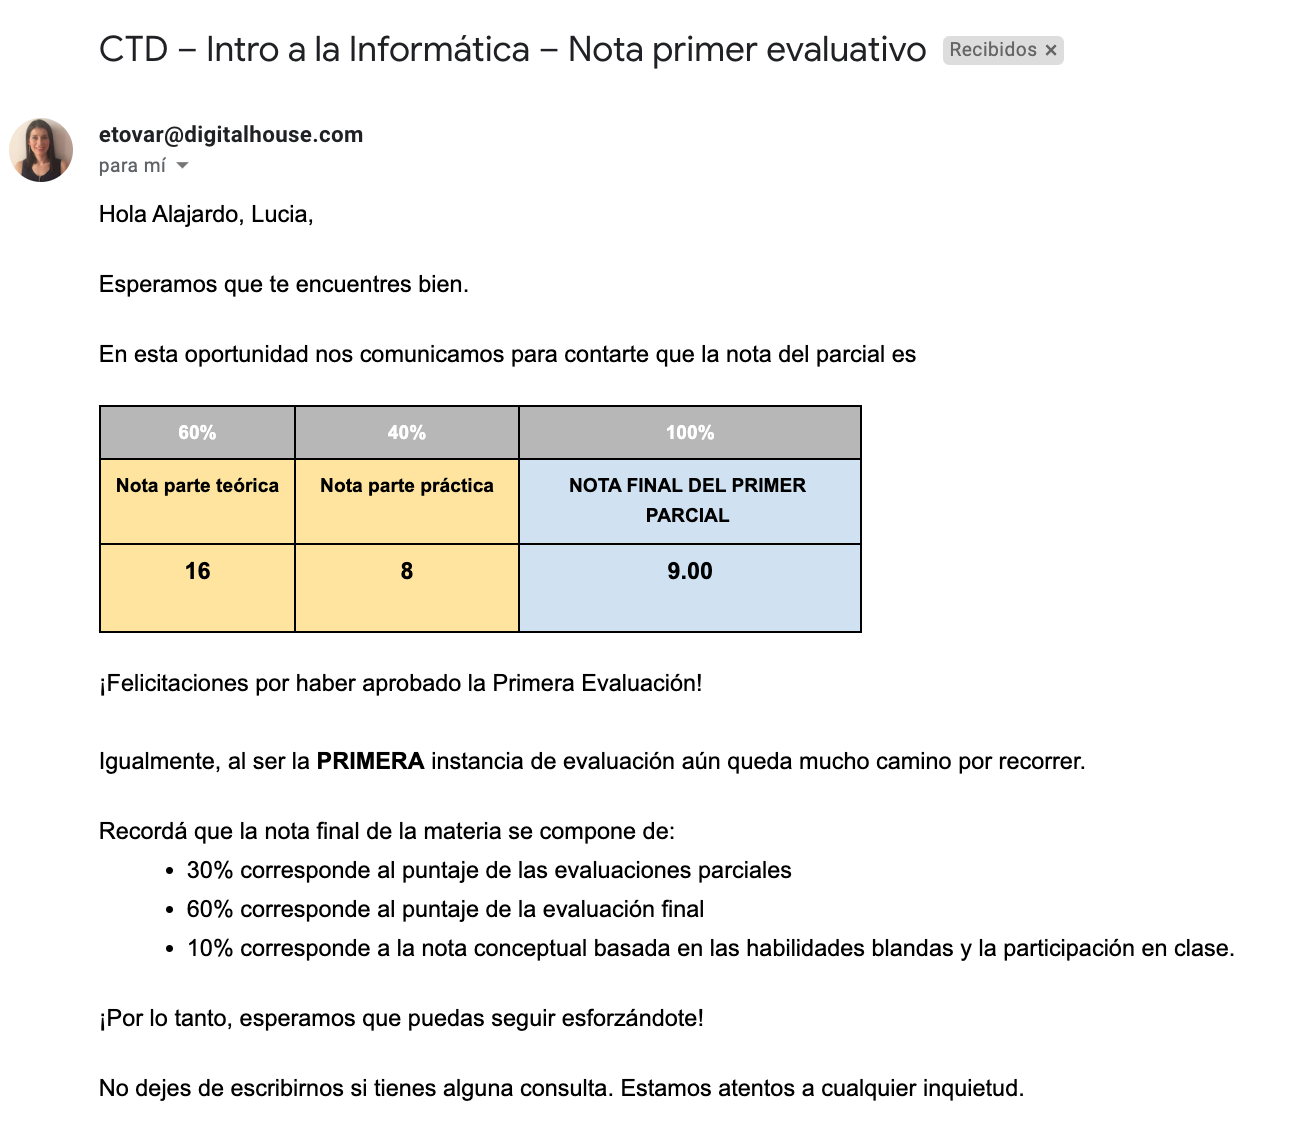 CTD – Intro a la Informática – Nota primer evaluativo Recibidos ×
etovar@digitalhouse.com
para mí
Hola Alajardo, Lucia,
Esperamos que te encuentres bien.
En esta oportunidad nos comunicamos para contarte que la nota del parcial es
60% 40% 100%
Nota parte teórica Nota parte práctica NOTA FINAL DEL PRIMER
PARCIAL
16 8 9.00
¡Felicitaciones por haber aprobado la Primera Evaluación!
Igualmente, al ser la PRIMERA instancia de evaluación aún queda mucho camino por recorrer.
Recordá que la nota final de la materia se compone de:
• 30% corresponde al puntaje de las evaluaciones parciales
• 60% corresponde al puntaje de la evaluación final
• 10% corresponde a la nota conceptual basada en las habilidades blandas y la participación en clase.
¡Por lo tanto, esperamos que puedas seguir esforzándote!
No dejes de escribirnos si tienes alguna consulta. Estamos atentos a cualquier inquietud.